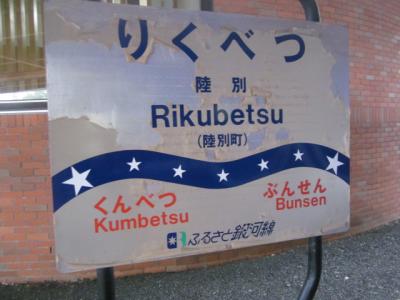 りくべつ
陸別
Rikubetsu
(陸別町)
くんべつ ぶんせん
Kumbetsu Bunsen
ふるさと銀河線